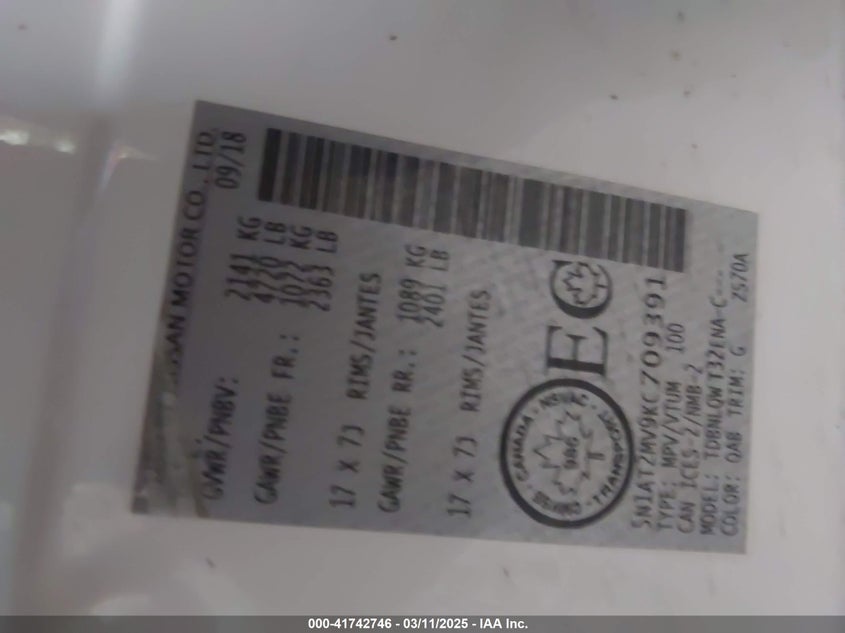 SAN MOTOR CO., LTD.
09/18
GVWR/PNBV: 2141 KG
4720 LB
GAWR/PNBE FR.: 1072 KG
2363 LB
17 X 7J RIMS/JANTES
GAWR/PNBE RR.: 1089 KG
2401 LB
17 X 7J RIMS/JANTES
CANADA
TRANSPORT
EC
5N1AT2MV9KC709391
TYPE: MPV/VTUM 100
CAN ICES-2/NMB-2
MODEL: TDBNLQWT32ENA-C----
COLOR: QAB TRIM: G 2S70A
000-41742746 - 03/11/2025 - IAA Inc.